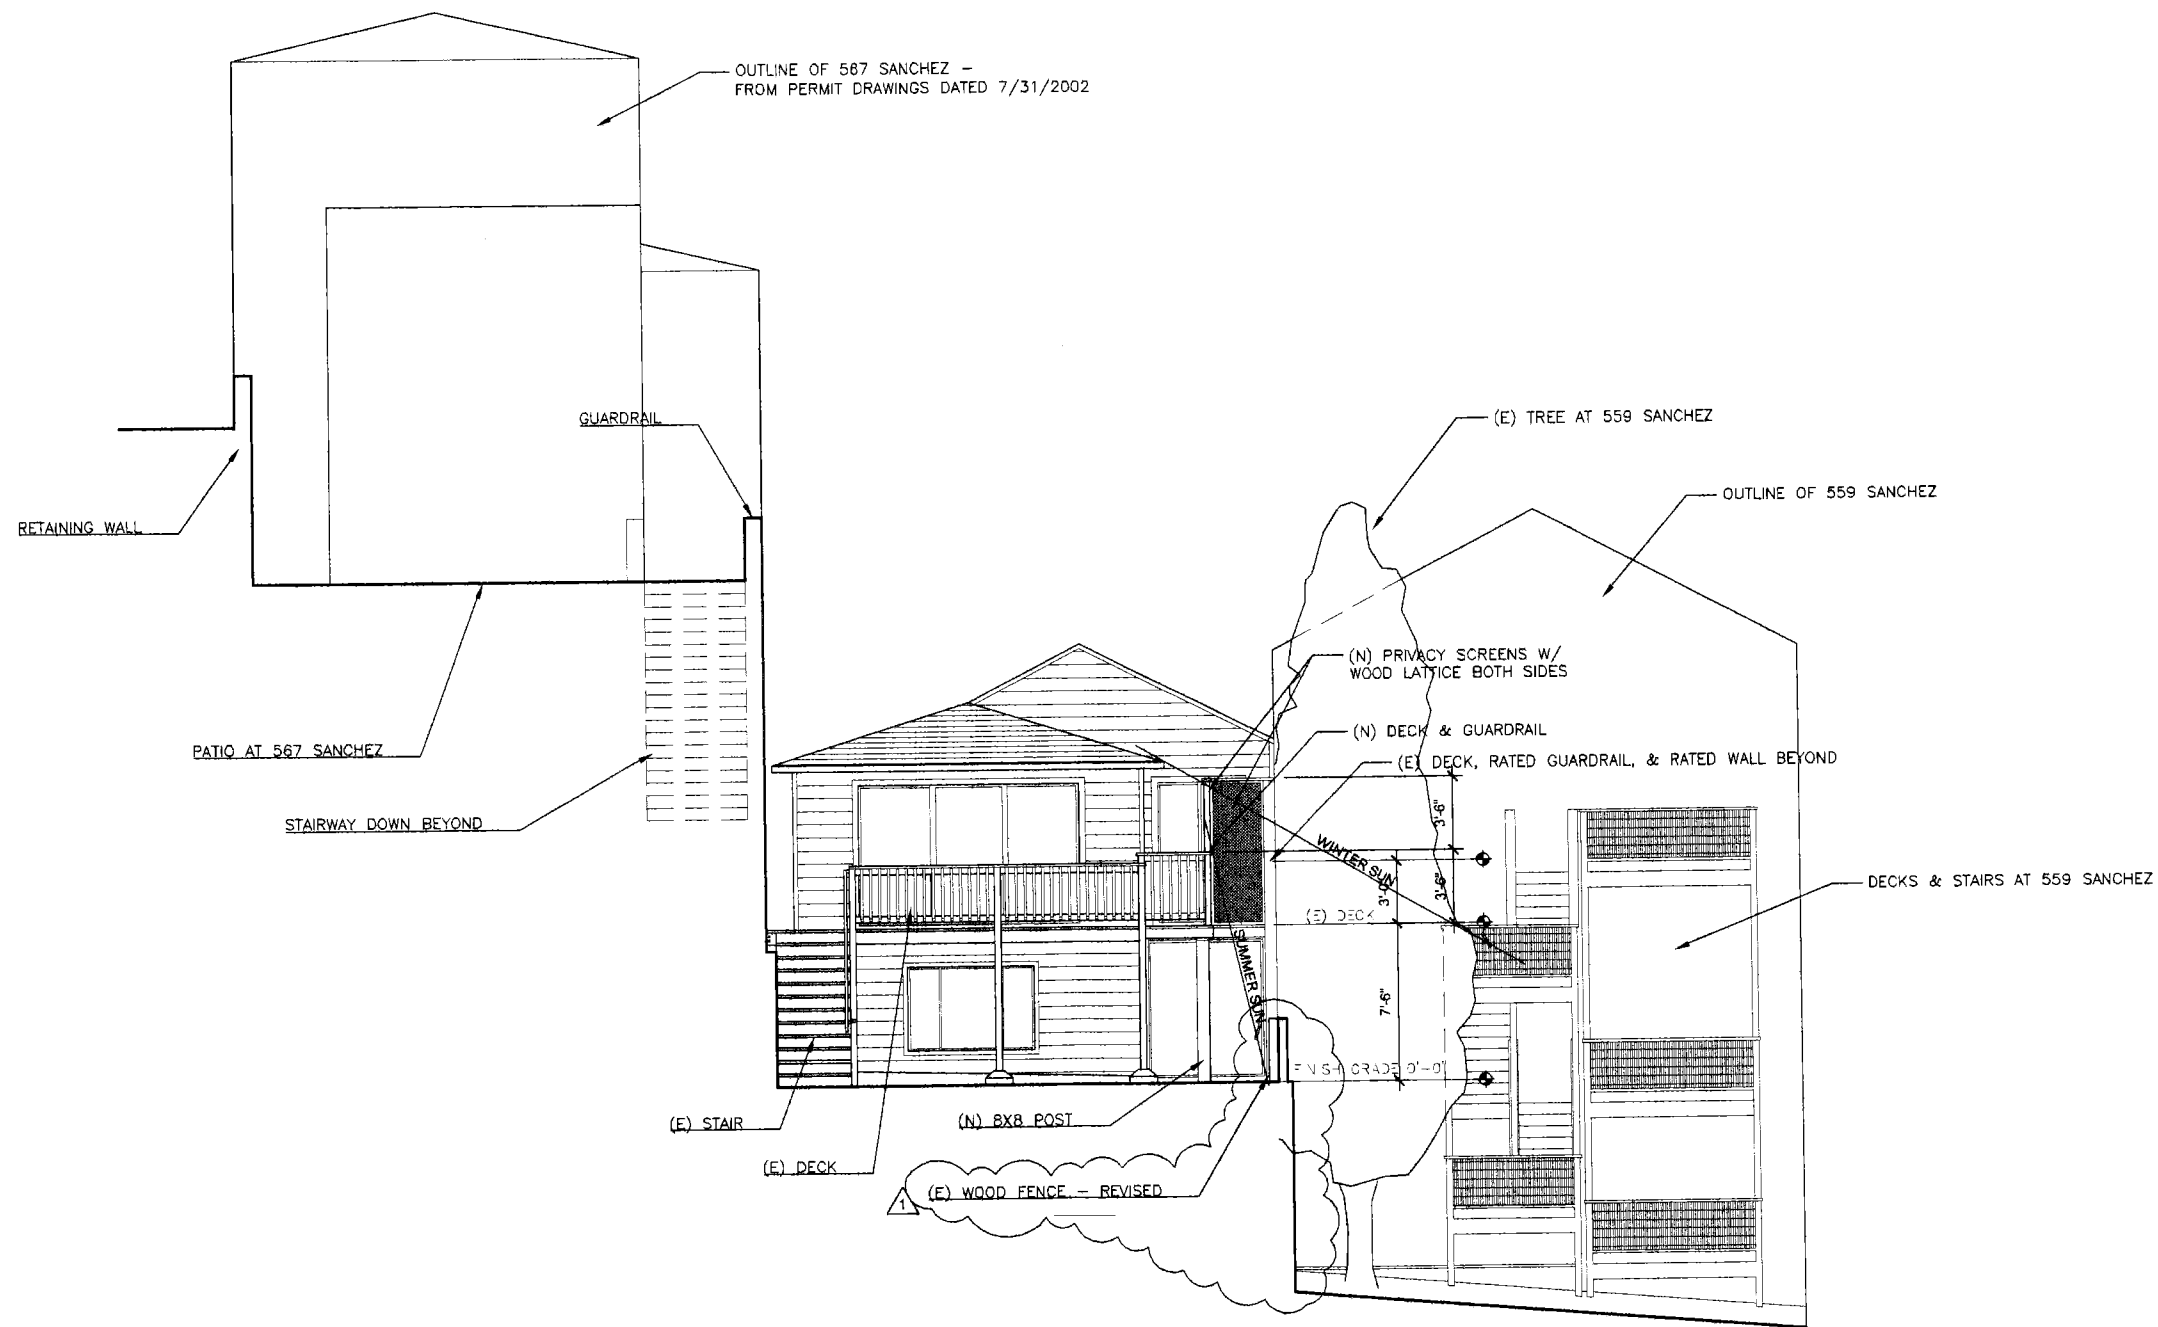 OUTLINE OF 567 SANCHEZ –
FROM PERMIT DRAWINGS DATED 7/31/2002
GUARDRAIL
(E) TREE AT 559 SANCHEZ
OUTLINE OF 559 SANCHEZ
RETAINING WALL
(N) PRIVACY SCREENS W/
WOOD LATTICE BOTH SIDES
(N) DECK & GUARDRAIL
PATIO AT 567 SANCHEZ
(E) DECK, RATED GUARDRAIL, & RATED WALL BEYOND
STAIRWAY DOWN BEYOND
3'-6"
WINTER SUN
3'-0"
3'-6"
DECKS & STAIRS AT 559 SANCHEZ
(E) DECK
SUMMER SUN
7'-6"
FINISH GRADE 0'-0"
(E) STAIR
(N) 8X8 POST
(E) DECK
1
(E) WOOD FENCE – REVISED